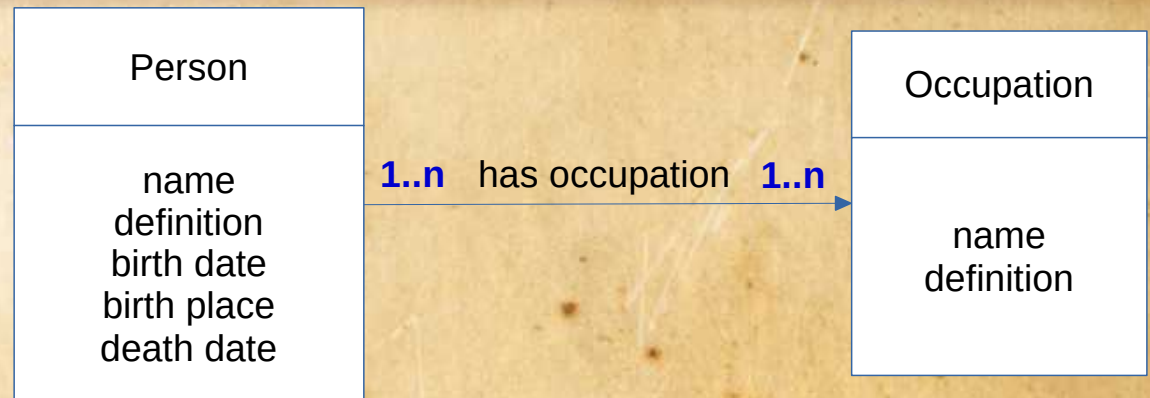 Person
name
definition
birth date
birth place
death date
1..n has occupation 1..n
Occupation
name
definition